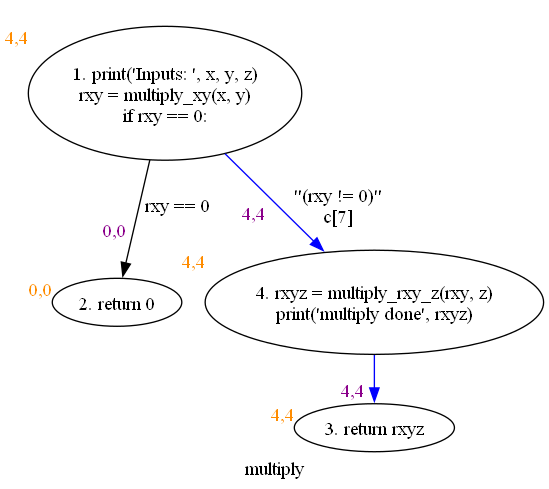 4,4
1. print('Inputs: ', x, y, z)
rxy = multiply_xy(x, y)
if rxy == 0:
rxy == 0
"(rxy != 0)"
c[7]
0,0
4,4
4,4
0,0
2. return 0
4. rxyz = multiply_rxy_z(rxy, z)
print('multiply done', rxyz)
4,4
4,4
3. return rxyz
multiply